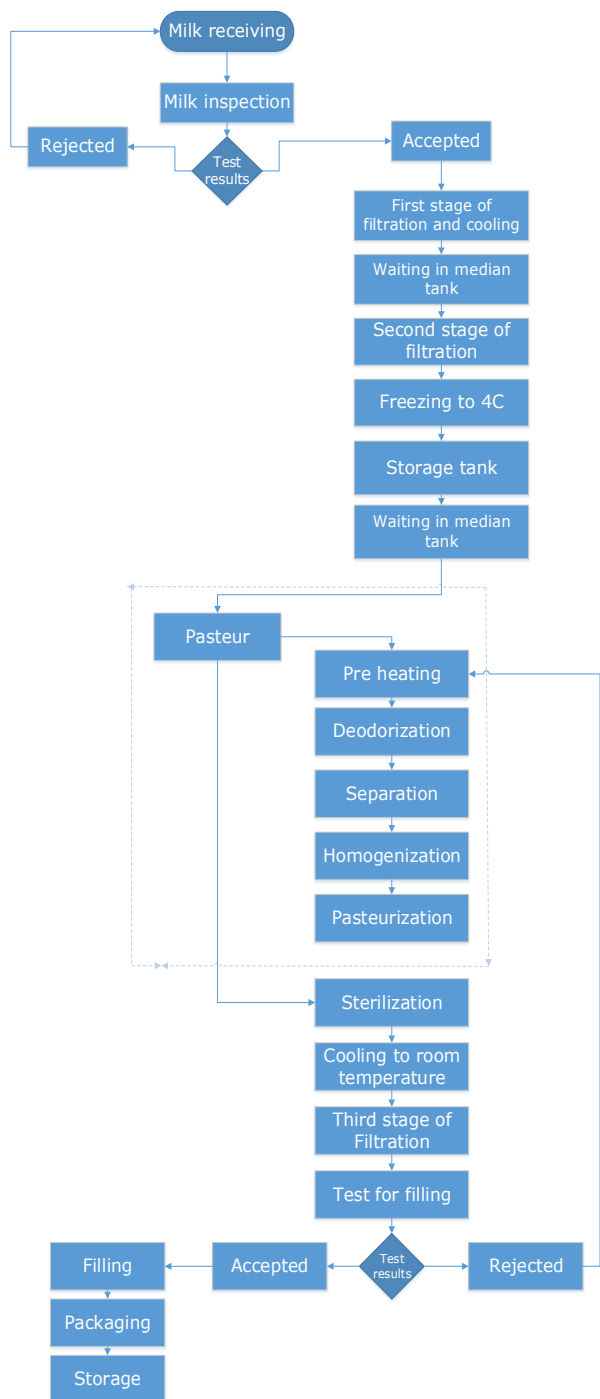 Milk receiving
Milk inspection
Rejected
Test
results
Accepted
First stage of
filtration and cooling
Waiting in median
tank
Second stage of
filtration
Freezing to 4C
Storage tank
Waiting in median
tank
Pasteur
Pre heating
Deodorization
Separation
Homogenization
Pasteurization
Sterilization
Cooling to room
temperature
Third stage of
Filtration
Test for filling
Test
results
Filling
Accepted
Rejected
Packaging
Storage